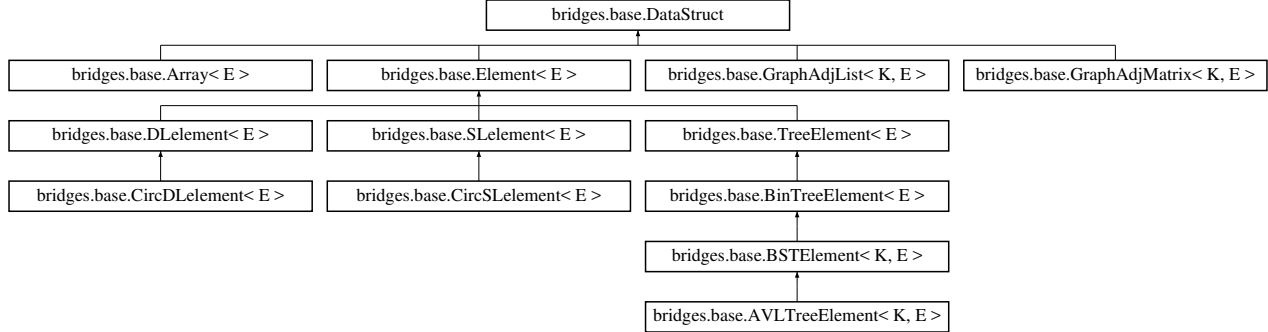 bridges.base.DataStruct
bridges.base.Array< E >
bridges.base.Element< E >
bridges.base.GraphAdjList< K, E >
bridges.base.GraphAdjMatrix< K, E >
bridges.base.DLelement< E >
bridges.base.SLelement< E >
bridges.base.TreeElement< E >
bridges.base.CircDLelement< E >
bridges.base.CircSLelement< E >
bridges.base.BinTreeElement< E >
bridges.base.BSTElement< K, E >
bridges.base.AVLTreeElement< K, E >